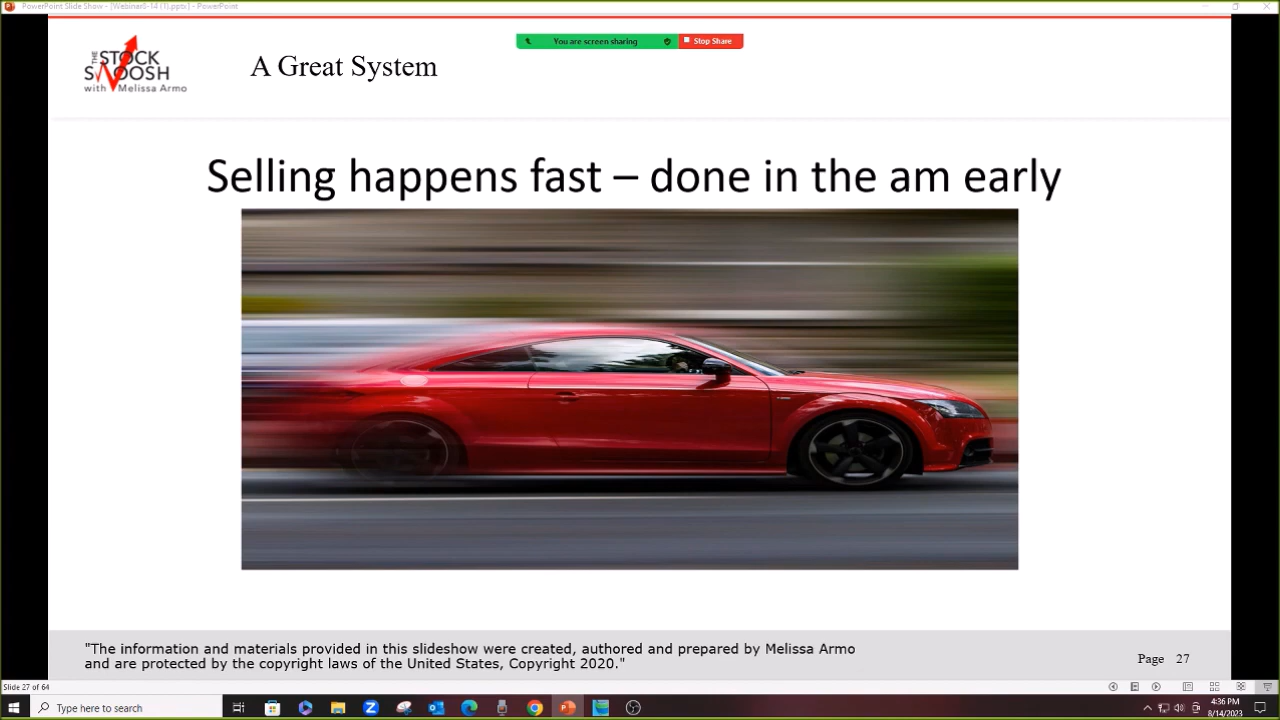 PowerPoint Slide Show - [Webinar8-14 (1).pptx] - PowerPoint
You are screen sharing
Stop Share
THE STOCK
SWOOSH
with Melissa Armo
A Great System
Selling happens fast – done in the am early
"The information and materials provided in this slideshow were created, authored and prepared by Melissa Armo
and are protected by the copyright laws of the United States, Copyright 2020."
Page 27
Slide 27 of 64
Type here to search
4:36 PM
8/14/2023